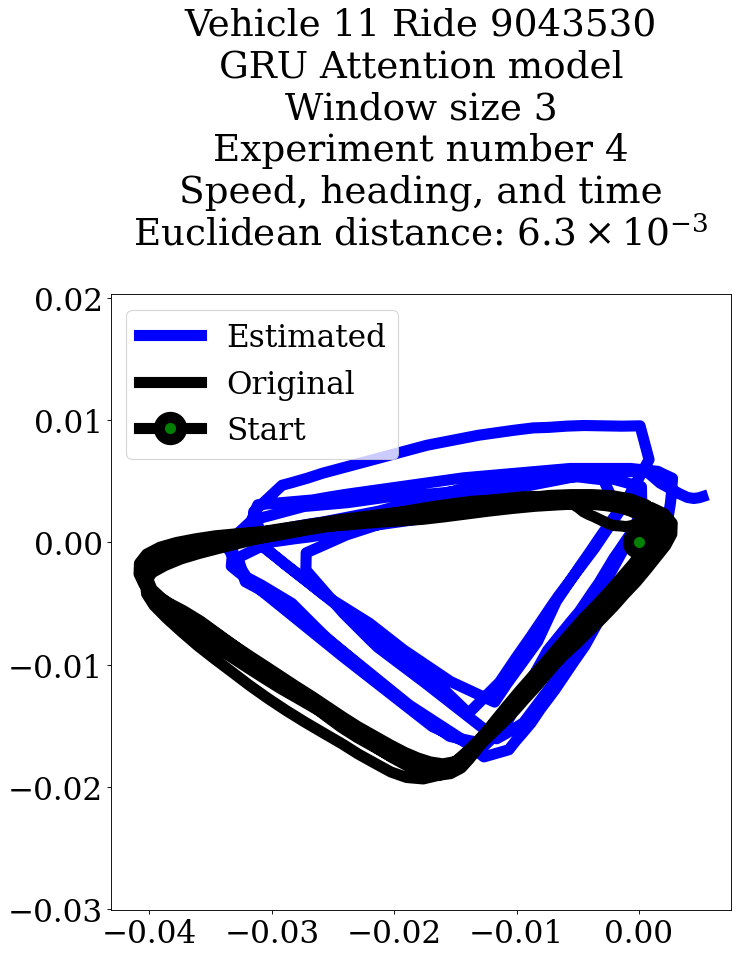 Vehicle 11 Ride 9043530
GRU Attention model
Window size 3
Experiment number 4
Speed, heading, and time
Euclidean distance: 6.3 × 10⁻³
0.02
Estimated
Original
Start
0.01
0.00
−0.01
−0.02
−0.03
−0.04 −0.03 −0.02 −0.01 0.00